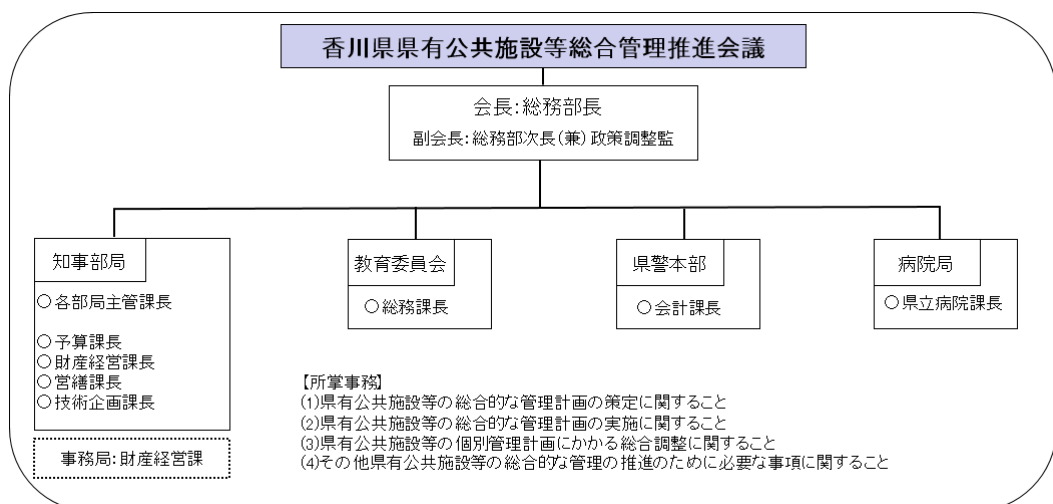 香川県県有公共施設等総合管理推進会議
会長:総務部長
副会長:総務部次長(兼)政策調整監
知事部局
○各部局主管課長
○予算課長
○財産経営課長
○営繕課長
○技術企画課長
事務局:財産経営課
教育委員会
○総務課長
県警本部
○会計課長
病院局
○県立病院課長
【所掌事務】
(1)県有公共施設等の総合的な管理計画の策定に関すること
(2)県有公共施設等の総合的な管理計画の実施に関すること
(3)県有公共施設等の個別管理計画にかかる総合調整に関すること
(4)その他県有公共施設等の総合的な管理の推進のために必要な事項に関すること